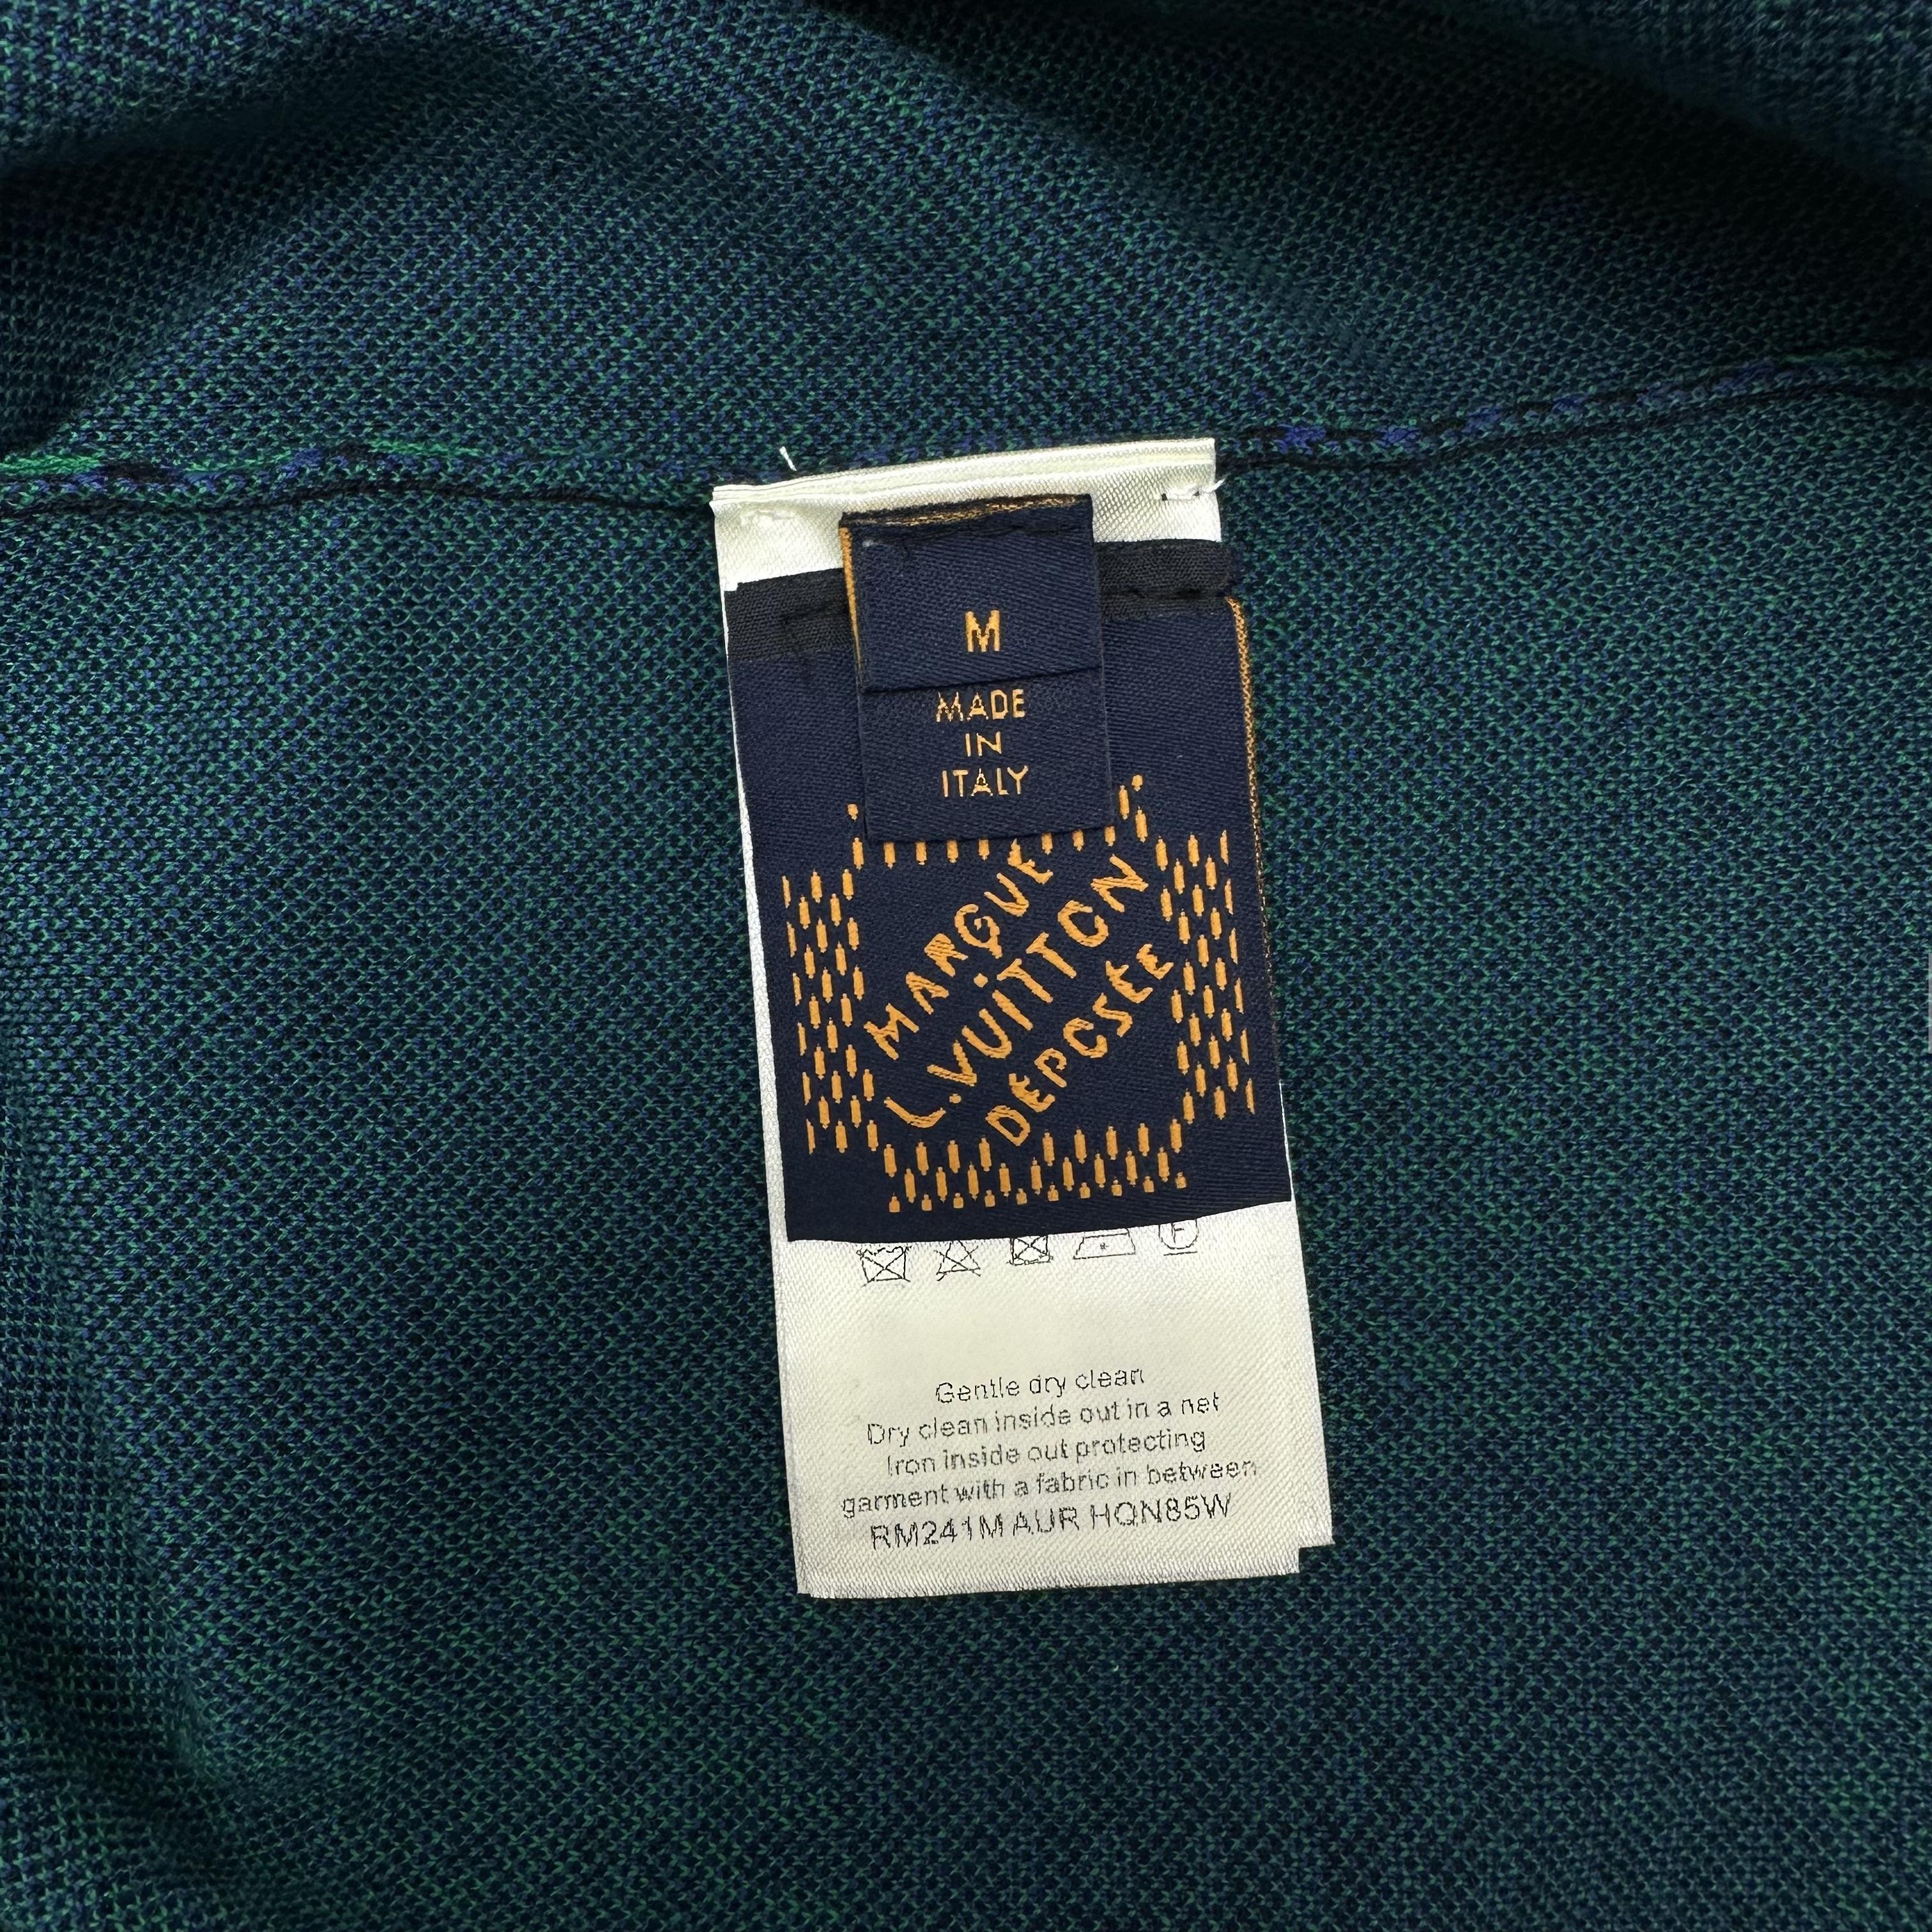 M
MADE
IN
ITALY
MARQUE
L.VUITTON
DEPOSÉE
F
Gentle dry clean
Dry clean inside out in a net
Iron inside out protecting
garment with a fabric in between
RM241M AUR HQN85W